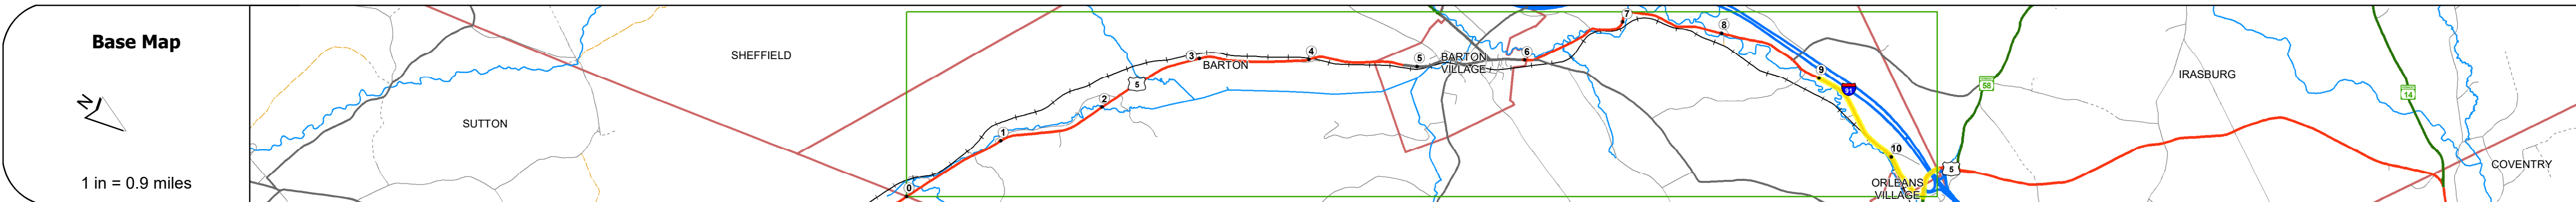 Base Map
N
1 in = 0.9 miles
SUTTON
SHEFFIELD
0
1
2
5
3
BARTON
4
5
BARTON
VILLAGE
6
7
8
9
91
10
ORLEANS
VILLAGE
5
58
IRASBURG
14
COVENTRY